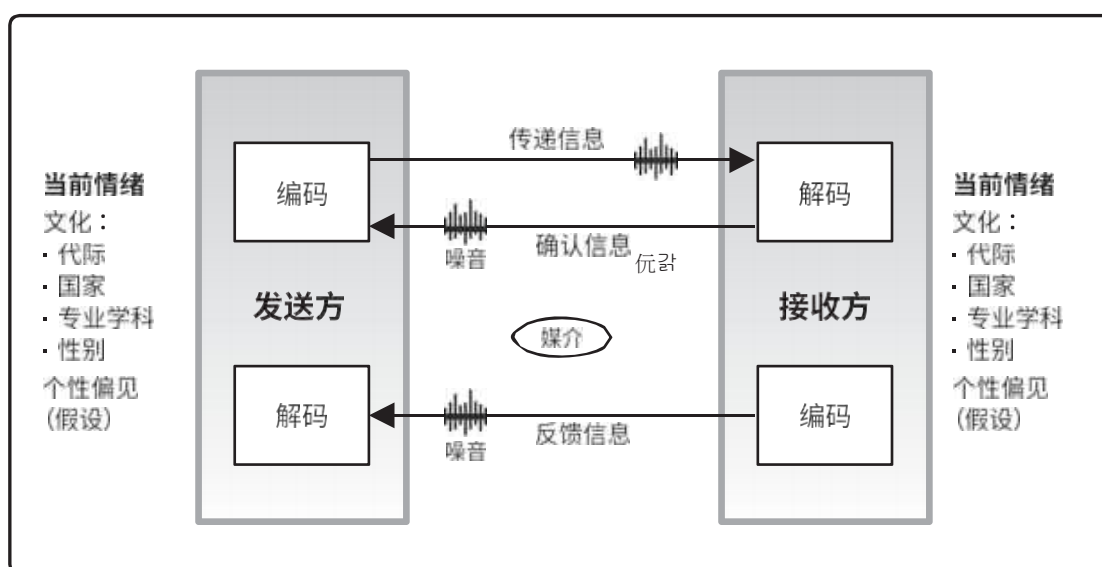 传递信息
编码
解码
当前情绪
文化：
· 代际
· 国家
· 专业学科
· 性别
个性偏见
(假设)
噪音
确认信息
伝갉
发送方
接收方
媒介
解码
编码
噪音
反馈信息
当前情绪
文化：
· 代际
· 国家
· 专业学科
· 性别
个性偏见
(假设)